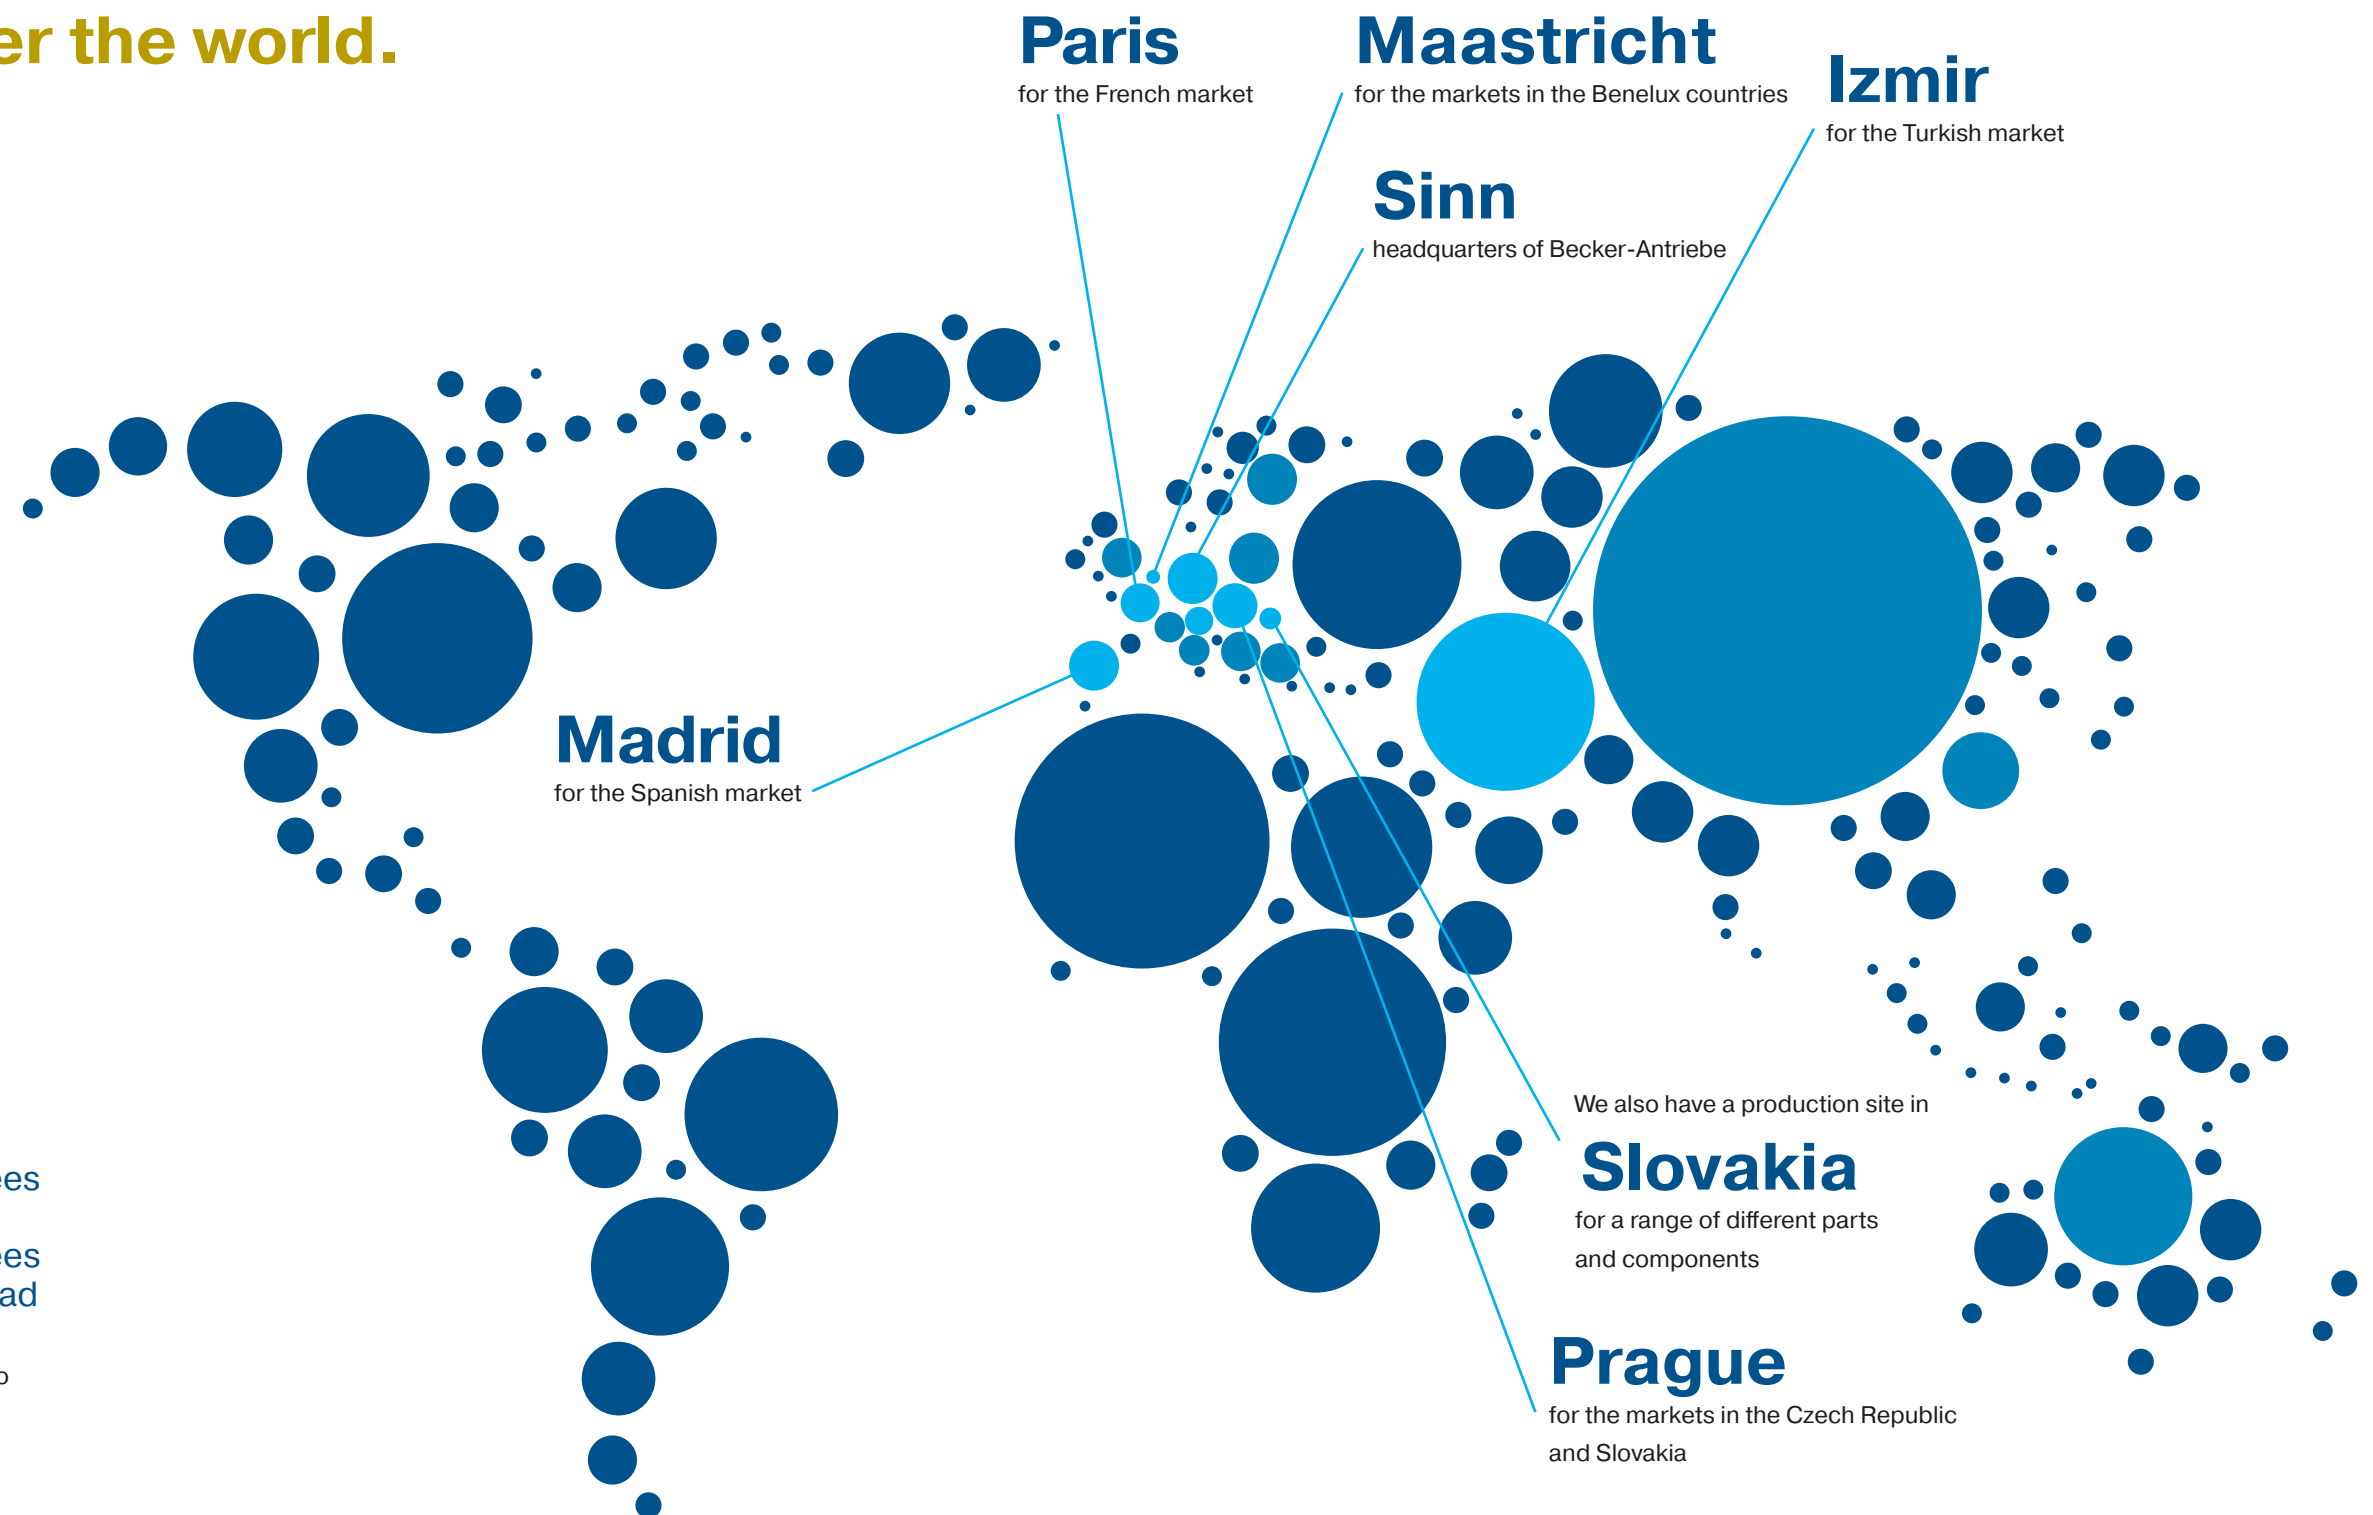 er the world.
Paris
for the French market
Maastricht
for the markets in the Benelux countries
Izmir
for the Turkish market
Sinn
headquarters of Becker-Antriebe
Madrid
for the Spanish market
We also have a production site in
Slovakia
for a range of different parts
and components
Prague
for the markets in the Czech Republic
and Slovakia
ees
ees
ad
o